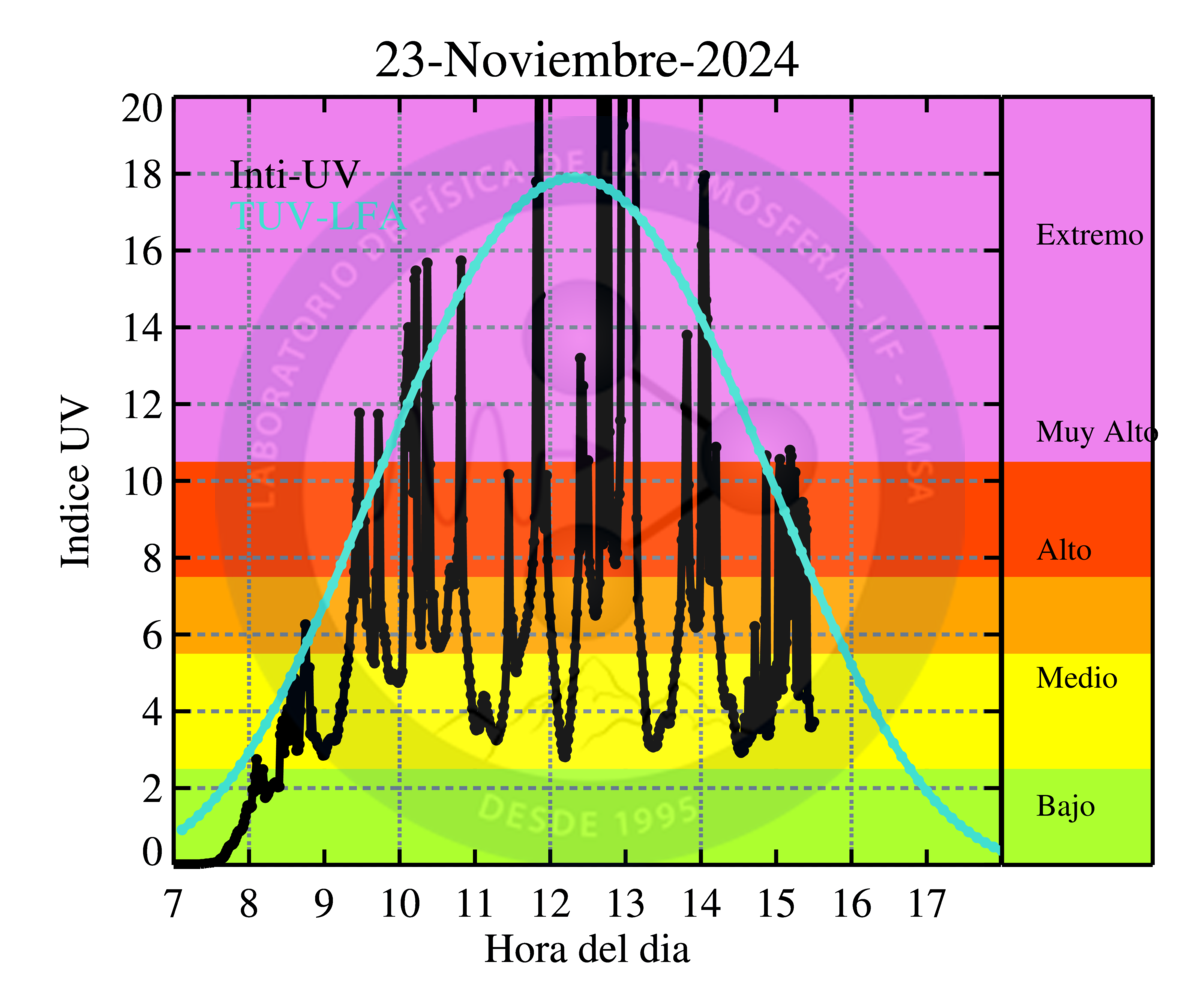 23-Noviembre-2024
20
18
16
14
12
10
8
6
4
2
0
Indice UV
Inti-UV
TUV-LFA
LABORATORIO DE FÍSICA DE LA ATMÓSFERA - IIF - UMSA
DESDE 1995
Extremo
Muy Alto
Alto
Medio
Bajo
7 8 9 10 11 12 13 14 15 16 17
Hora del dia